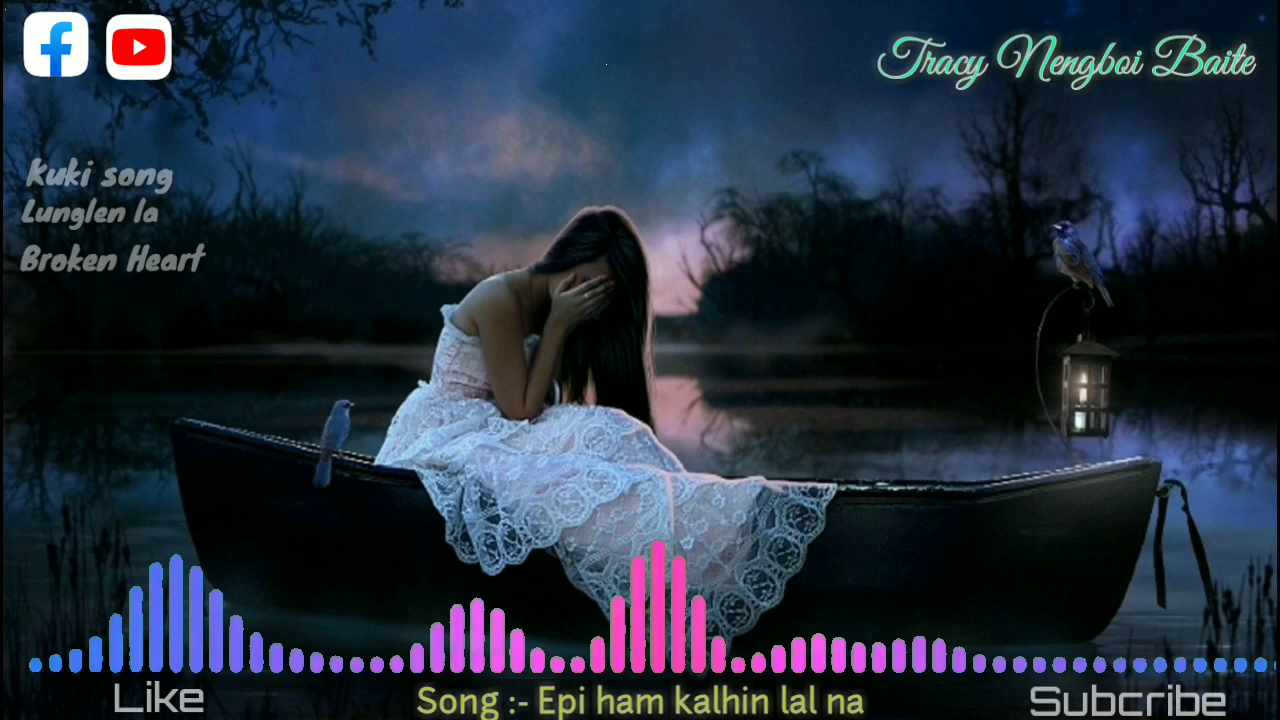 Tracy Nengboi Baite
Kuki song
Lunglen la
Broken Heart
Like
Song :- Epi ham kalhin lal na
Subcribe